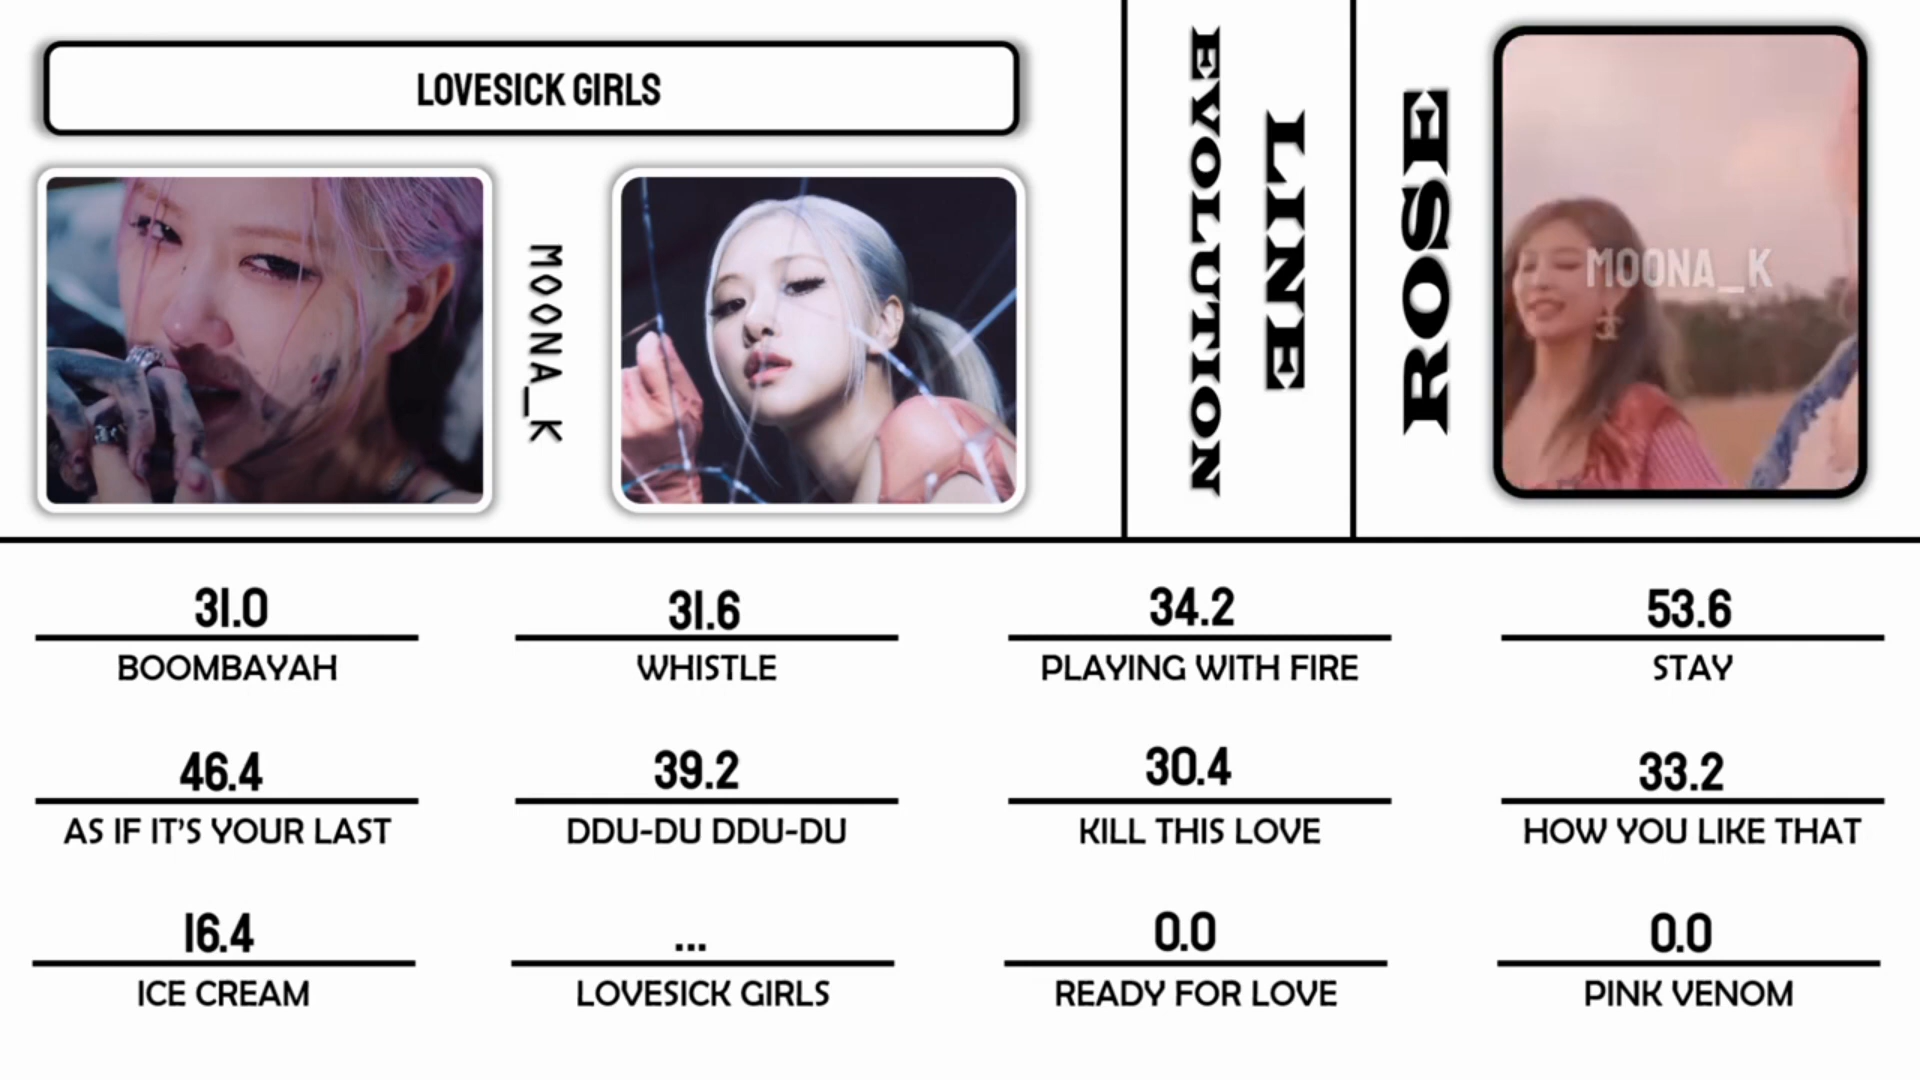 LOVESICK GIRLS
MOONA_K
EVOLUTION
LINE
ROSE
MOONA_K
31.0
BOOMBAYAH
31.6
WHISTLE
34.2
PLAYING WITH FIRE
53.6
STAY
46.4
AS IF IT'S YOUR LAST
39.2
DDU-DU DDU-DU
30.4
KILL THIS LOVE
33.2
HOW YOU LIKE THAT
16.4
ICE CREAM
...
LOVESICK GIRLS
0.0
READY FOR LOVE
0.0
PINK VENOM